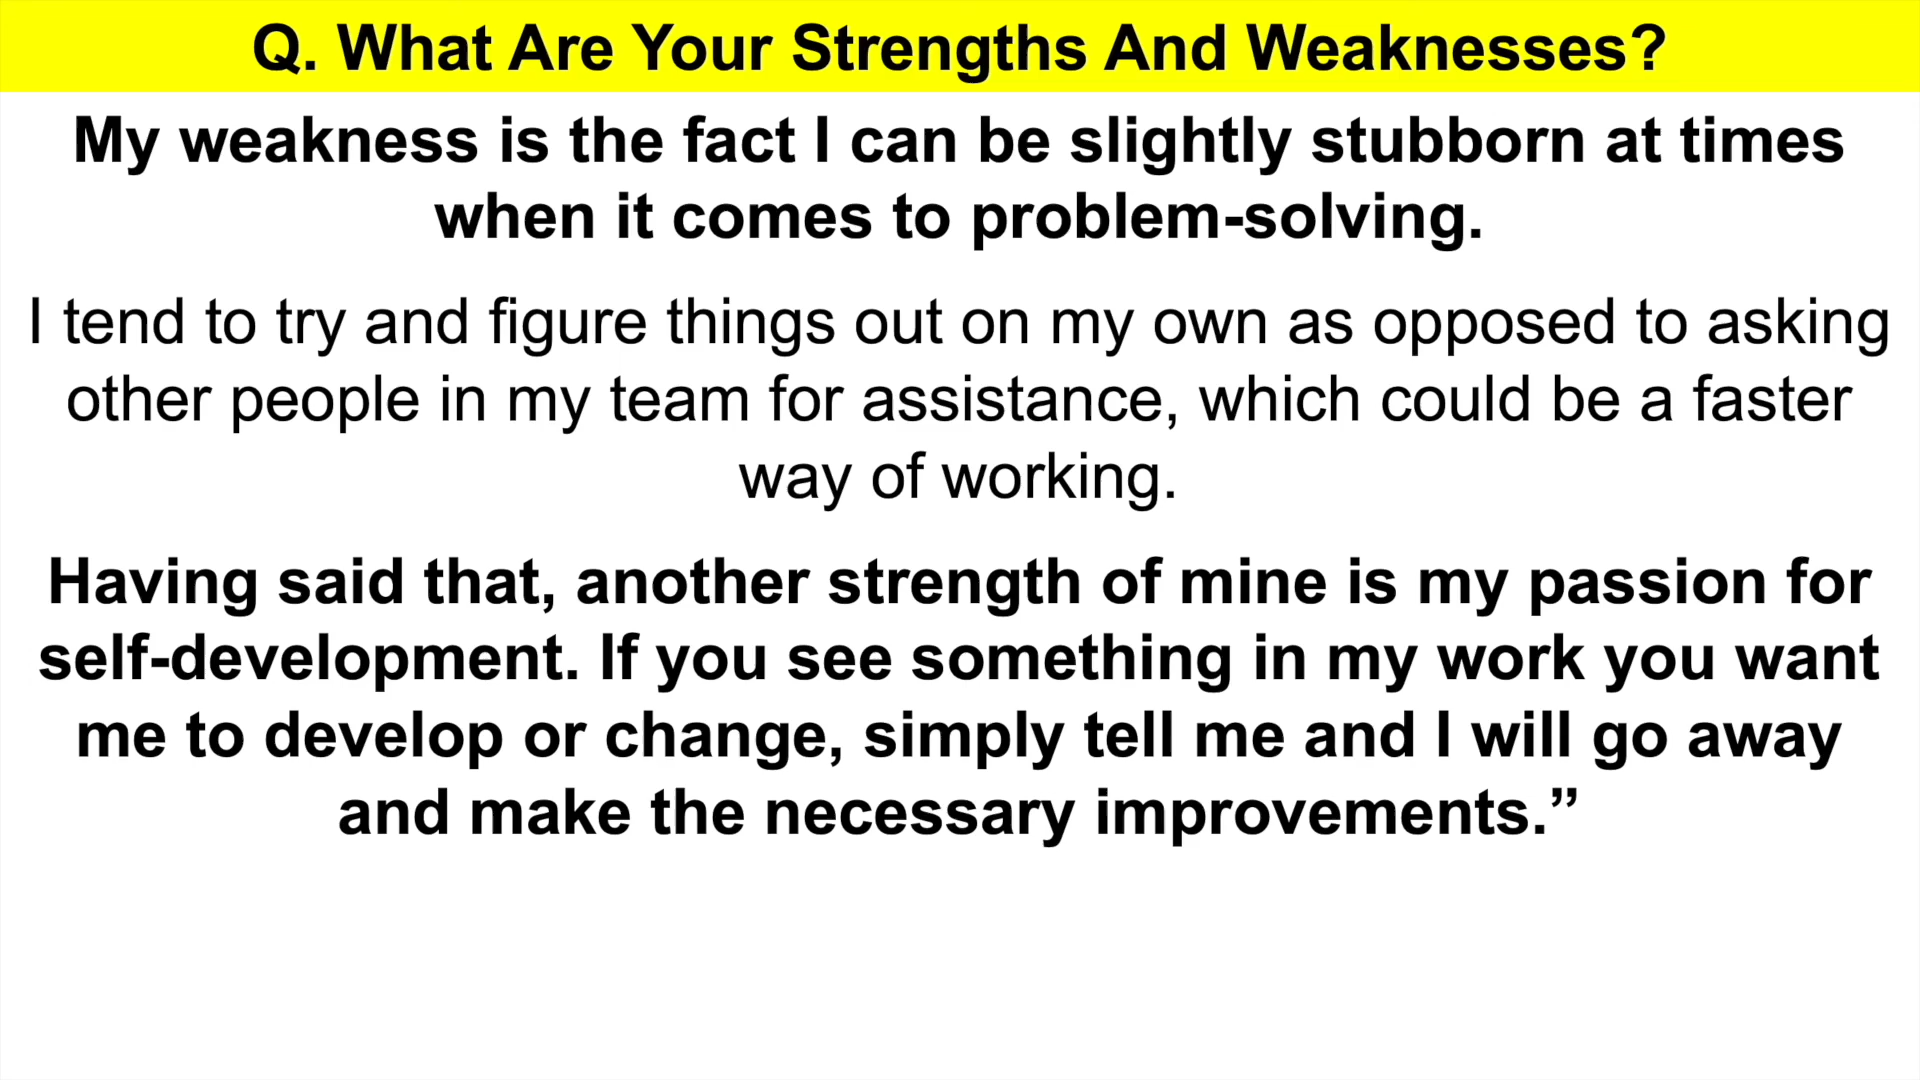 Q. What Are Your Strengths And Weaknesses?
My weakness is the fact I can be slightly stubborn at times
when it comes to problem-solving.
I tend to try and figure things out on my own as opposed to asking
other people in my team for assistance, which could be a faster
way of working.
Having said that, another strength of mine is my passion for
self-development. If you see something in my work you want
me to develop or change, simply tell me and I will go away
and make the necessary improvements.”